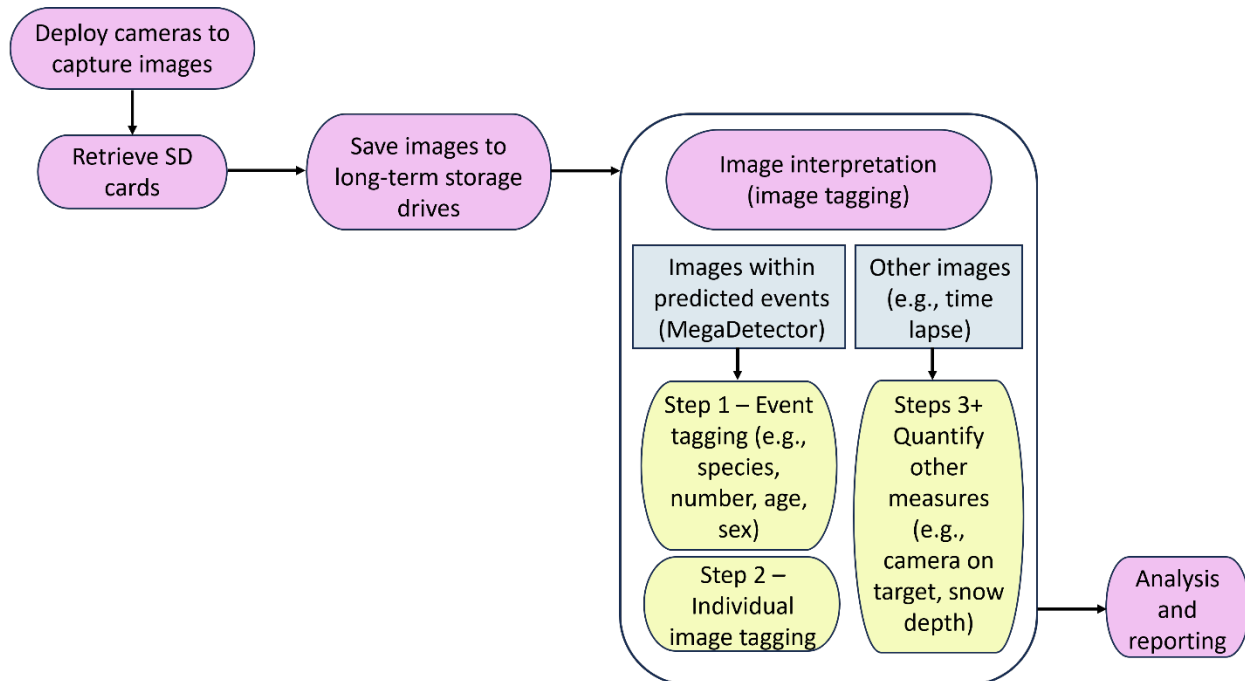 Deploy cameras to
capture images
Retrieve SD
cards
Save images to
long-term storage
drives
Image interpretation
(image tagging)
Images within
predicted events
(MegaDetector)
Other images
(e.g., time
lapse)
Step 1 – Event
tagging (e.g.,
species,
number, age,
sex)
Step 2 –
Individual
image tagging
Steps 3+
Quantify
other
measures
(e.g.,
camera on
target, snow
depth)
Analysis
and
reporting